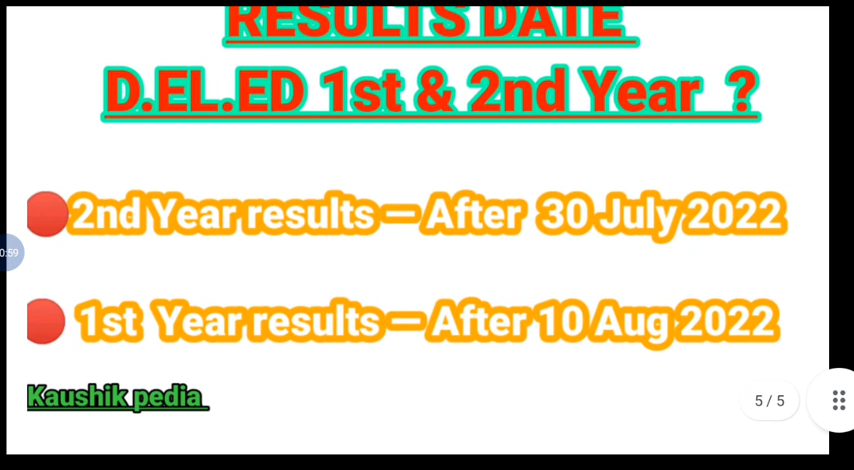 RESULTS DATE
D.EL.ED 1st & 2nd Year ?
2nd Year results — After 30 July 2022
0:59
1st Year results — After 10 Aug 2022
Kaushik pedia
5 / 5